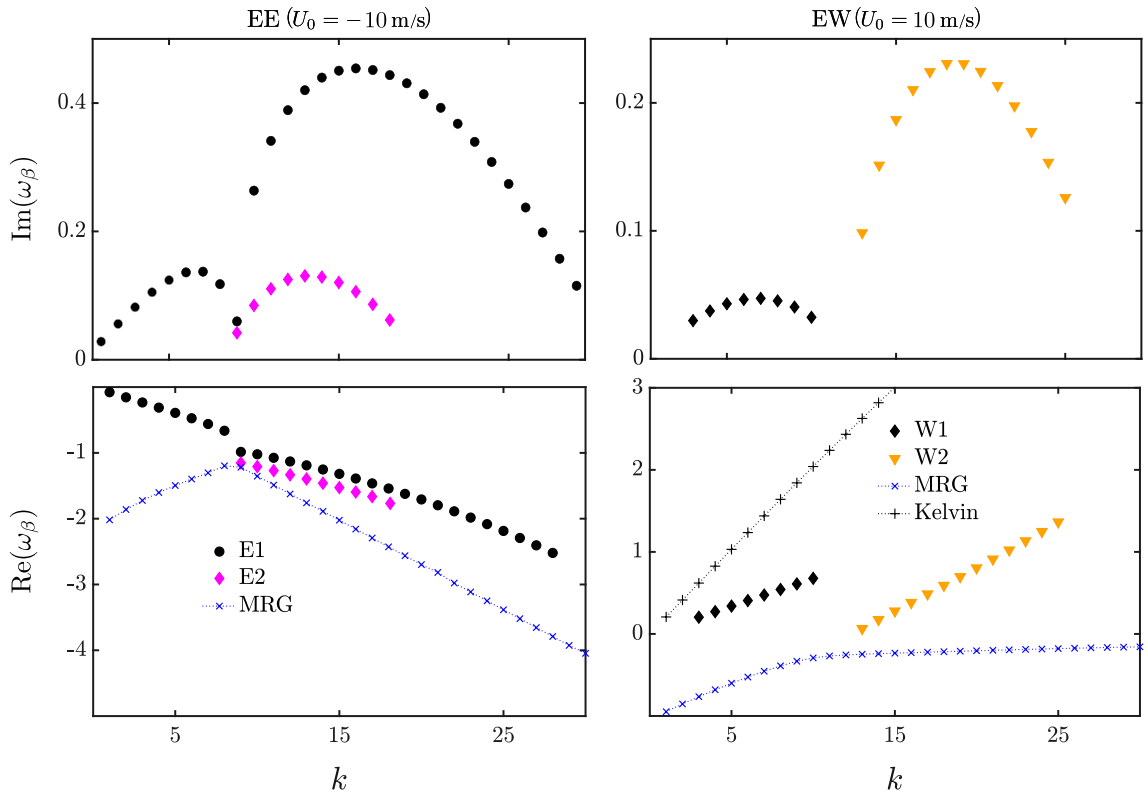 EE (U₀ = −10 m/s)
EW (U₀ = 10 m/s)
Im(ω_β)
0.4
0.2
0
0.2
0.1
0
Re(ω_β)
-1
-2
-3
-4
E1
E2
MRG
3
2
1
0
W1
W2
MRG
Kelvin
5
15
25
5
15
25
k
k